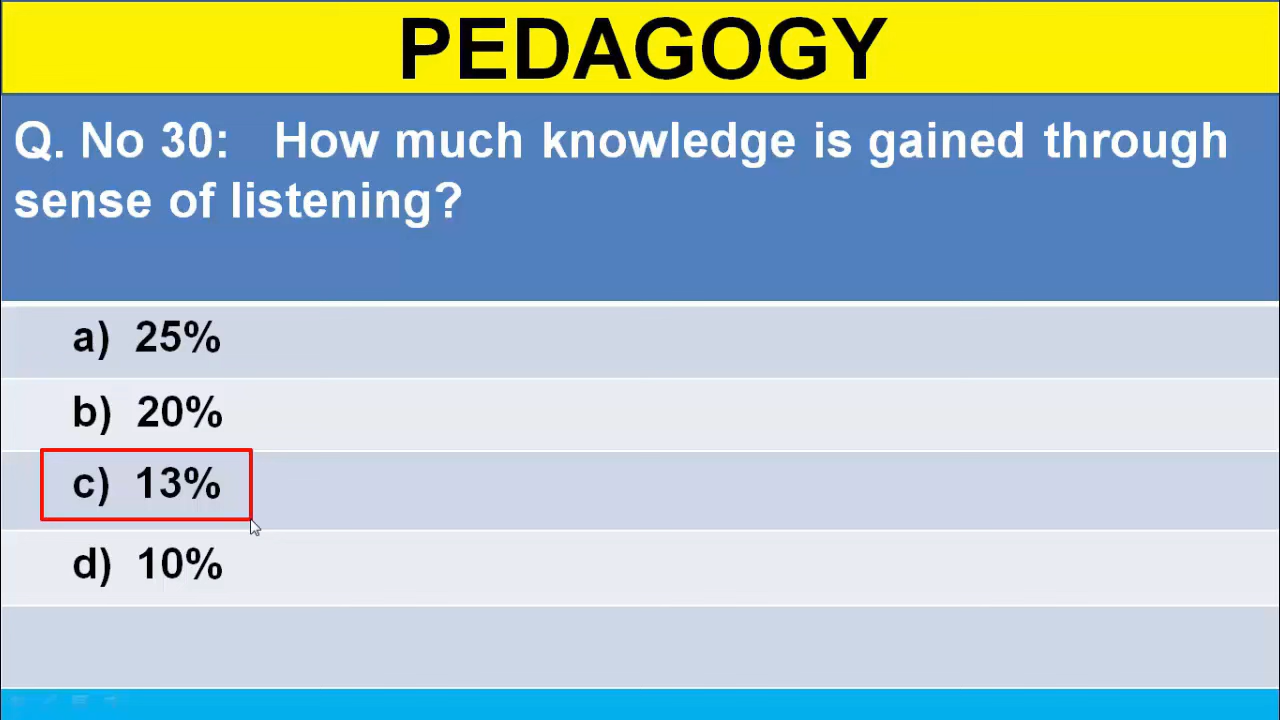 PEDAGOGY
Q. No 30: How much knowledge is gained through
sense of listening?
a) 25%
b) 20%
c) 13%
d) 10%